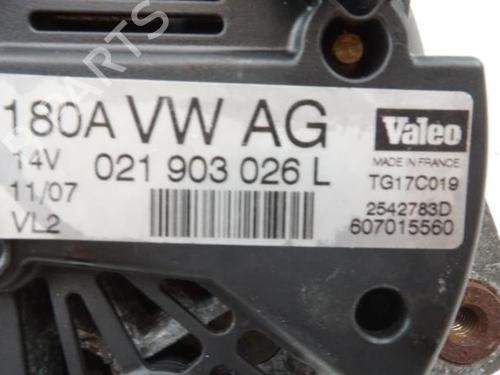 180A VW AG
Valeo
14V 021 903 026 L
MADE IN FRANCE
11/07
TG17C019
VL2
2542783D
607015560